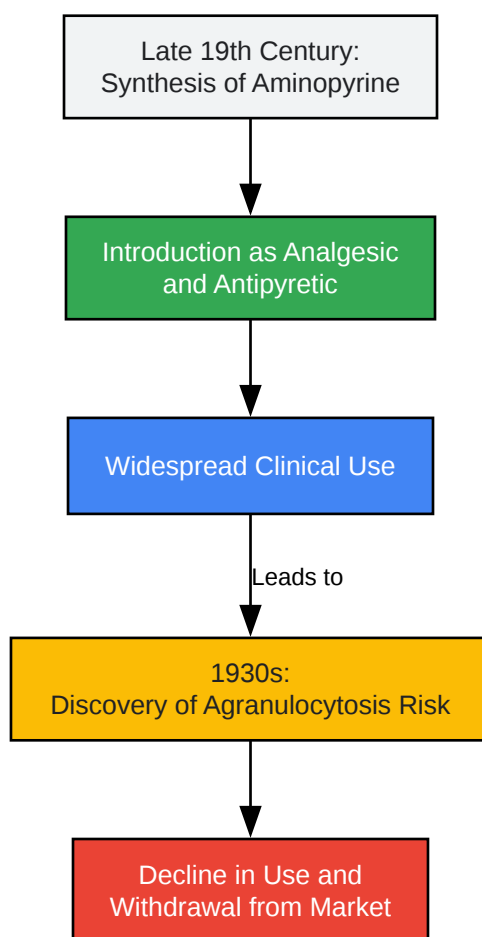 Late 19th Century:
Synthesis of Aminopyrine
Introduction as Analgesic
and Antipyretic
Widespread Clinical Use
Leads to
1930s:
Discovery of Agranulocytosis Risk
Decline in Use and
Withdrawal from Market